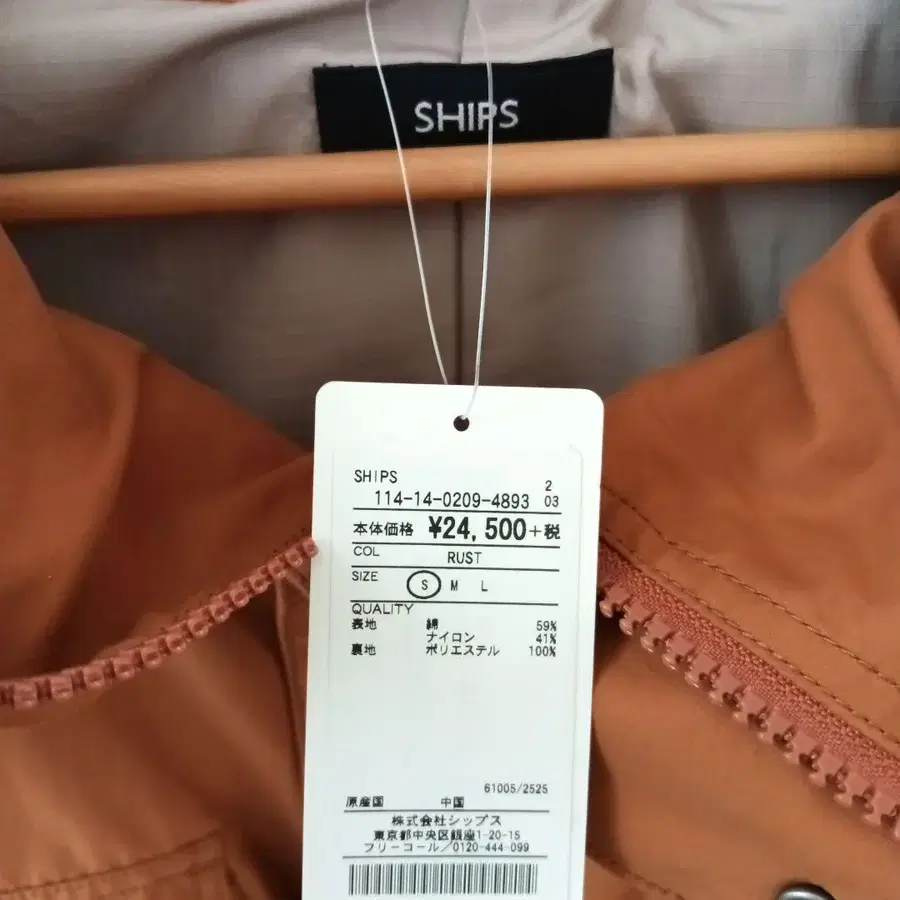 SHIPS
SHIPS
114-14-0209-4893 2 03
本体価格 ¥24,500+税
COL RUST
SIZE S M L
QUALITY
表地 綿 59%
ナイロン 41%
裏地 ポリエステル 100%
61005/2525
原産国 中国
株式会社シップス
東京都中央区銀座1-20-15
フリーコール/0120-444-099